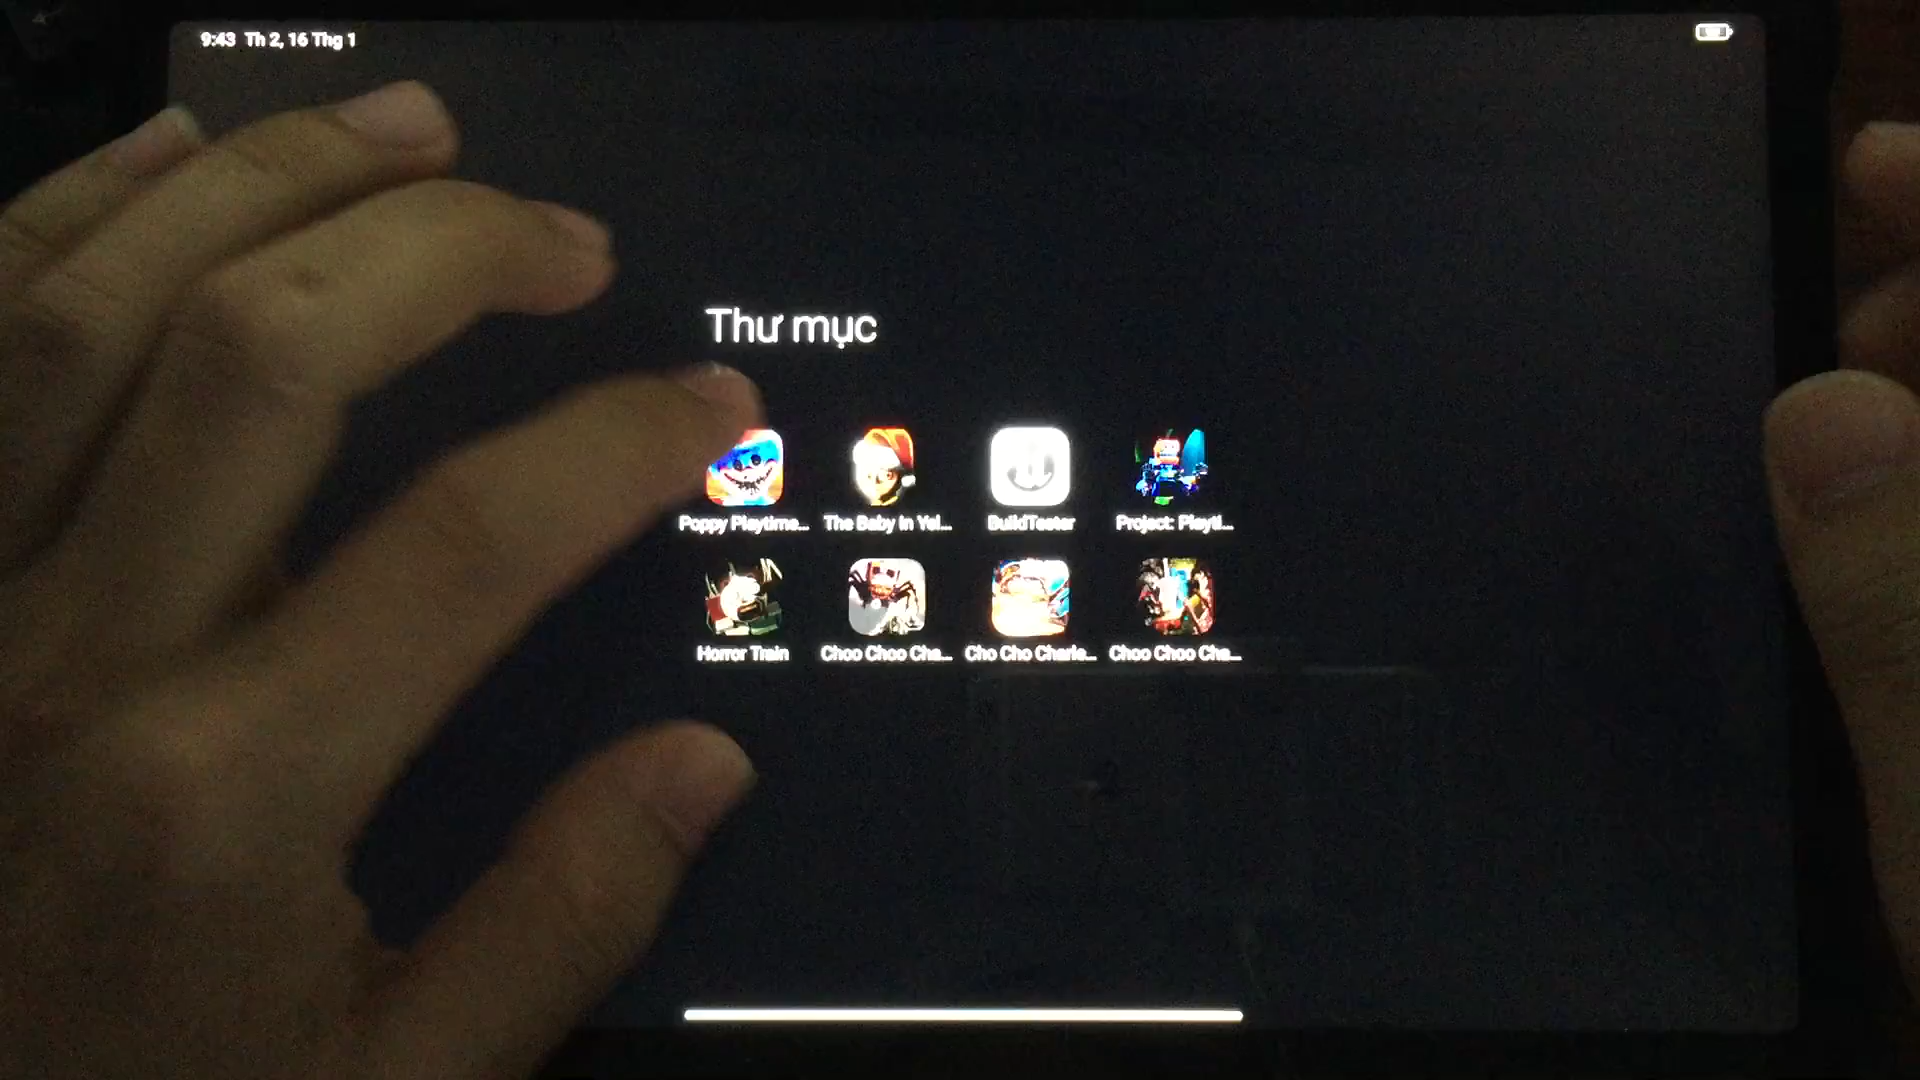 9:43 Th 2, 16 Thg 1
Thư mục
Poppy Playtime... The Baby In Yel... BuildTester Project: Playti...
Horror Train Choo Choo Cha... Cho Cho Charle... Choo Choo Cha...